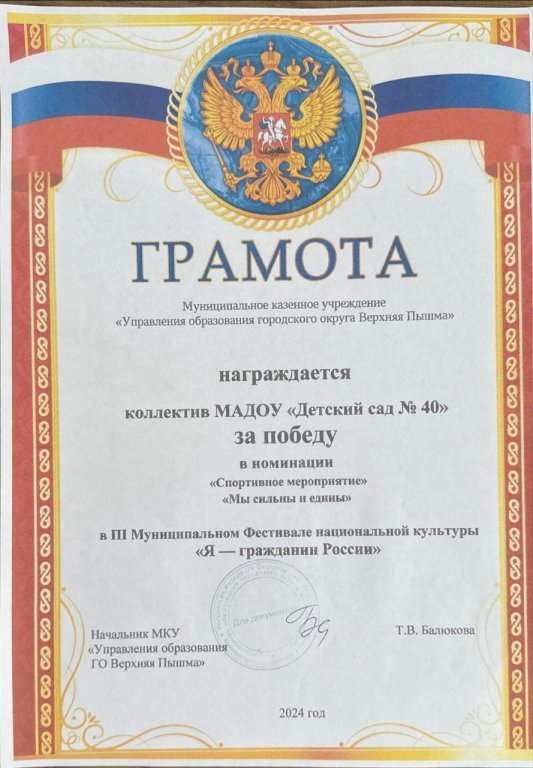 ГРАМОТА
Муниципальное казенное учреждение
«Управления образования городского округа Верхняя Пышма»
награждается
коллектив МАДОУ «Детский сад № 40»
за победу
в номинации
«Спортивное мероприятие»
«Мы сильны и едины»
в III Муниципальном Фестивале национальной культуры
«Я — гражданин России»
Для документов
Начальник МКУ
«Управления образования
ГО Верхняя Пышма»
Т.В. Балюкова
2024 год